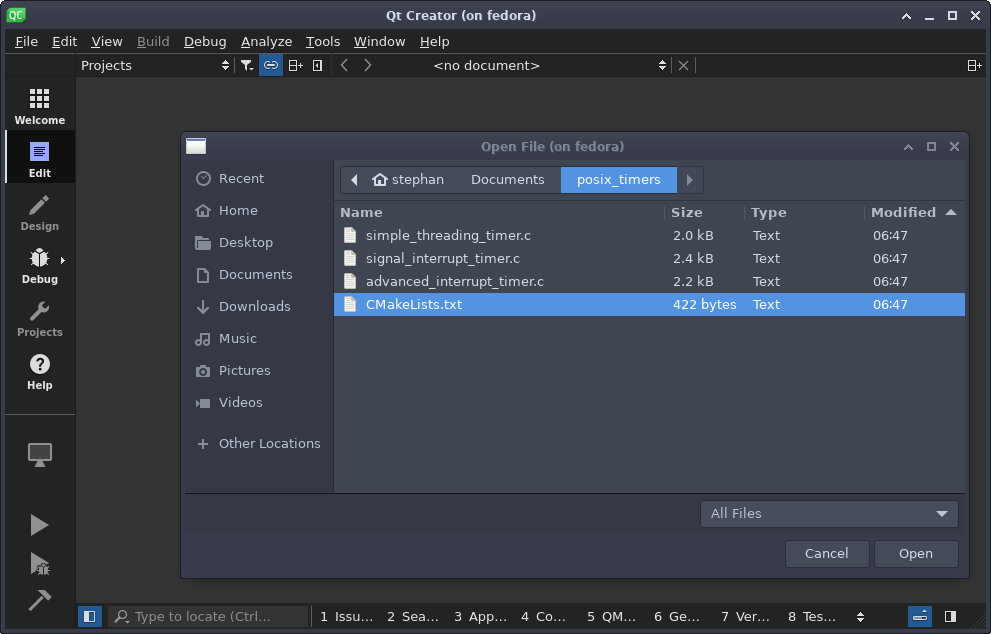 QC Qt Creator (on fedora)
File Edit View Build Debug Analyze Tools Window Help
Projects <no document>
Welcome
Edit
Design
Debug
Projects
Help
Open File (on fedora)
Recent
Home
Desktop
Documents
Downloads
Music
Pictures
Videos
Other Locations
stephan Documents posix_timers
Name Size Type Modified
simple_threading_timer.c 2.0 kB Text 06:47
signal_interrupt_timer.c 2.4 kB Text 06:47
advanced_interrupt_timer.c 2.2 kB Text 06:47
CMakeLists.txt 422 bytes Text 06:47
All Files
Cancel Open
Type to locate (Ctrl... 1 Issu... 2 Sea... 3 App... 4 Co... 5 QM... 6 Ge... 7 Ver... 8 Tes...